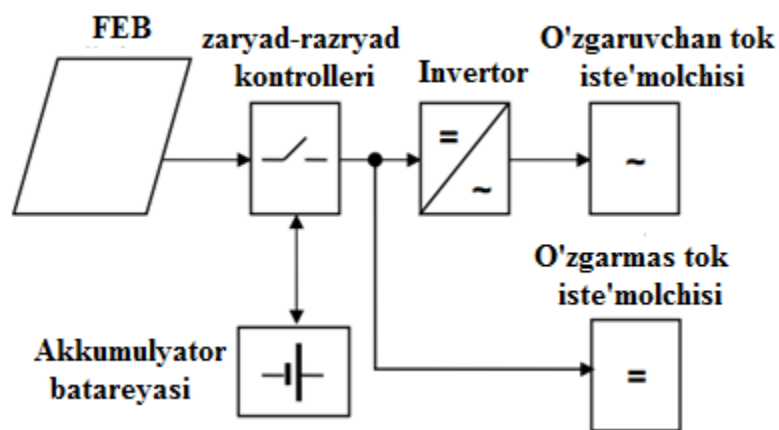 FEB
zaryad-razryad
kontrolleri
Invertor
O'zgaruvchan tok
iste'molchisi
=
~
~
O'zgarmas tok
iste'molchisi
=
Akkumulyator
batareyasi